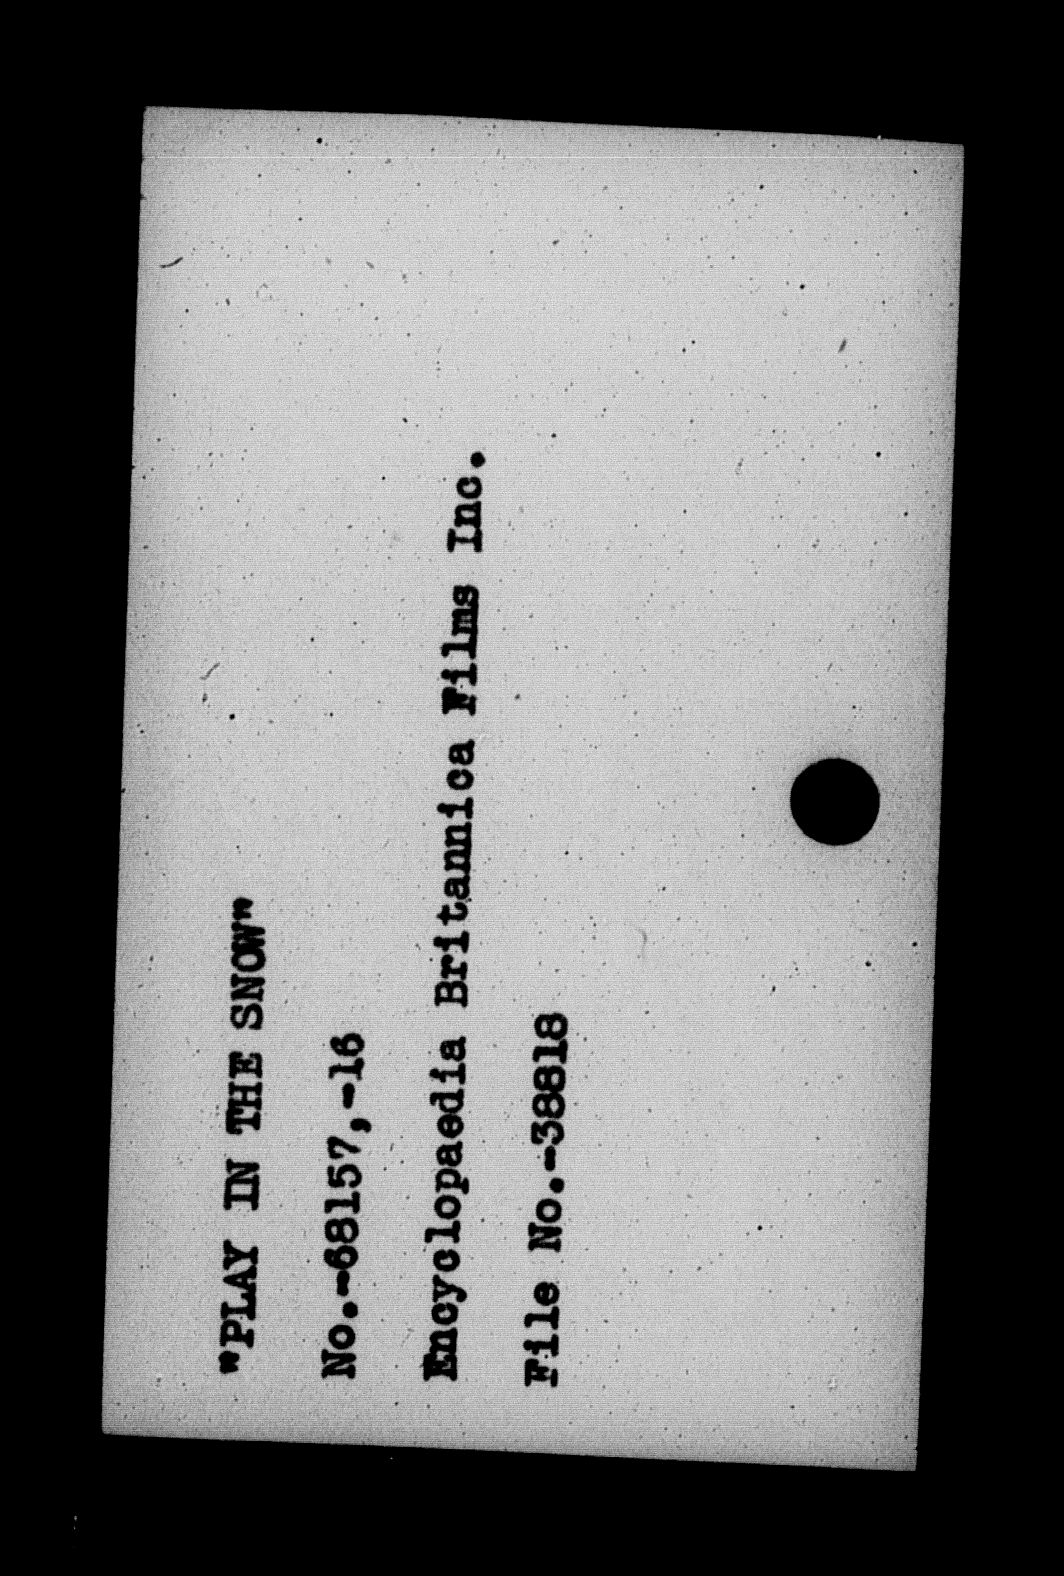 "PLAY IN THE SNOW"
No.-68157,-16
Encyclopaedia Britannica Films Inc.
File No.-38818